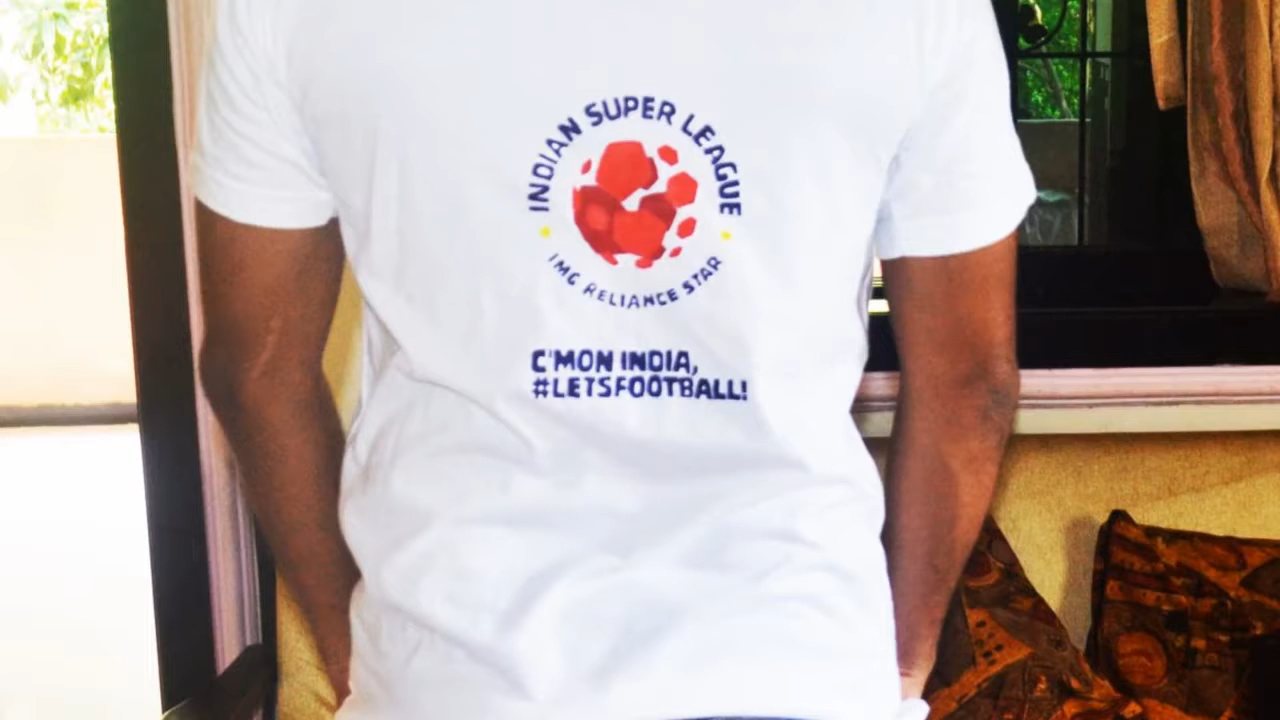 INDIAN SUPER LEAGUE
IMG RELIANCE STAR
C'MON INDIA,
#LETSFOOTBALL!